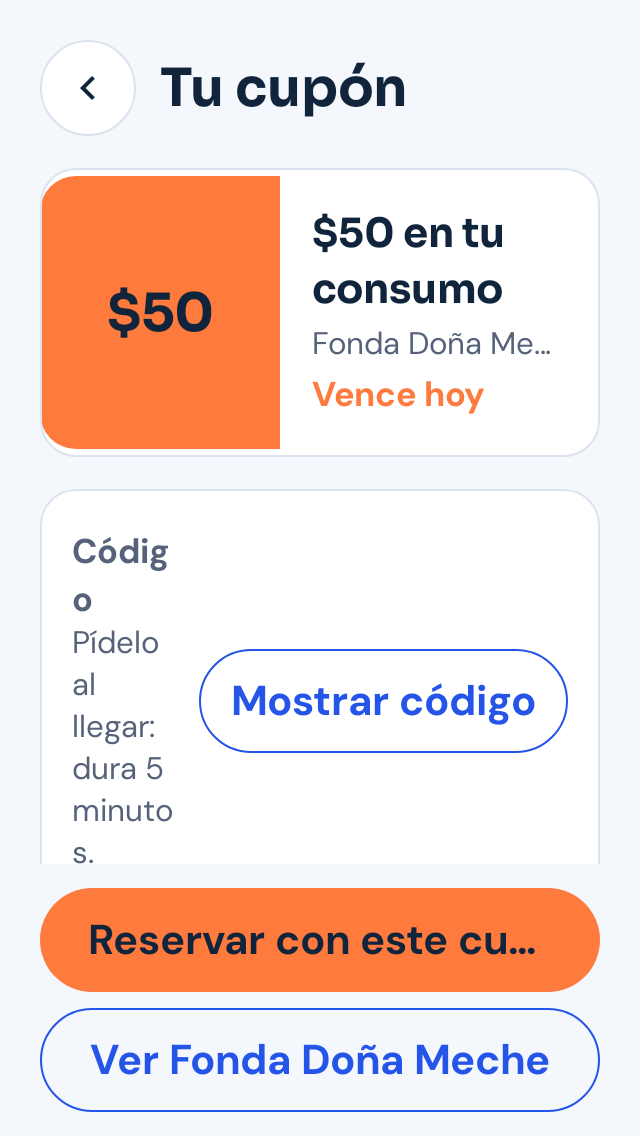 Tu cupón
$50
$50 en tu
consumo
Fonda Doña Me...
Vence hoy
Códig
o
Pídelo
al
llegar:
dura 5
minuto
s.
Mostrar código
Reservar con este cu...
Ver Fonda Doña Meche